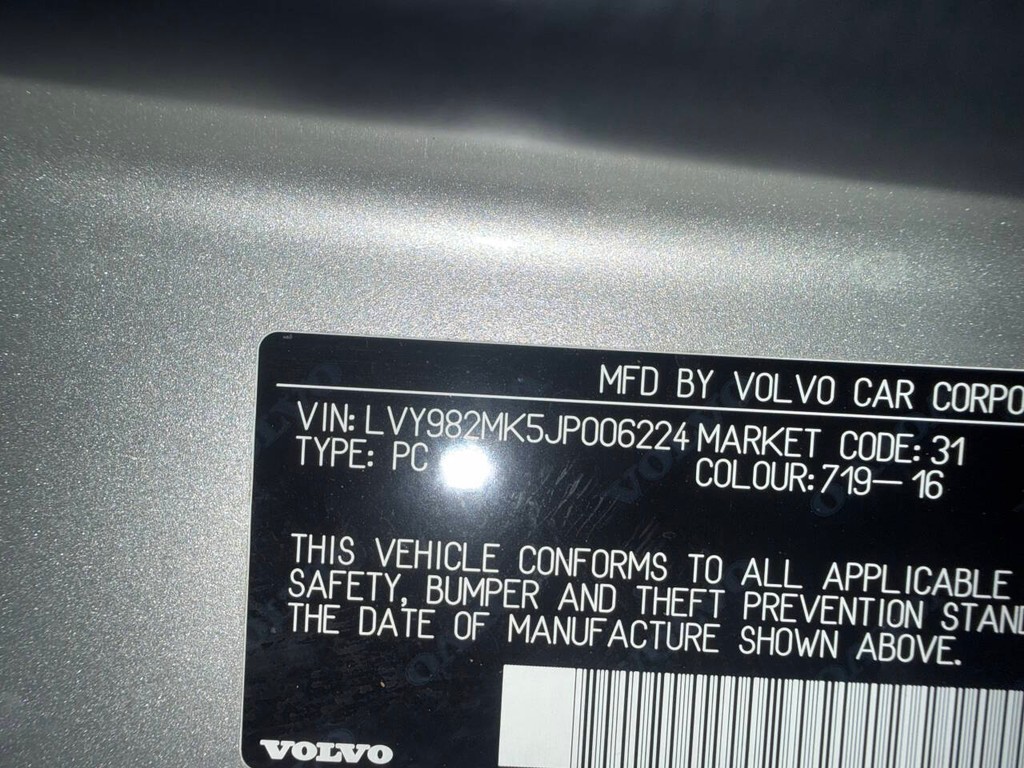 MFD BY VOLVO CAR CORPO
VIN: LVY982MK5JP006224 MARKET CODE: 31
TYPE: PC COLOUR: 719-16
THIS VEHICLE CONFORMS TO ALL APPLICABLE
SAFETY, BUMPER AND THEFT PREVENTION STAND
THE DATE OF MANUFACTURE SHOWN ABOVE.
VOLVO